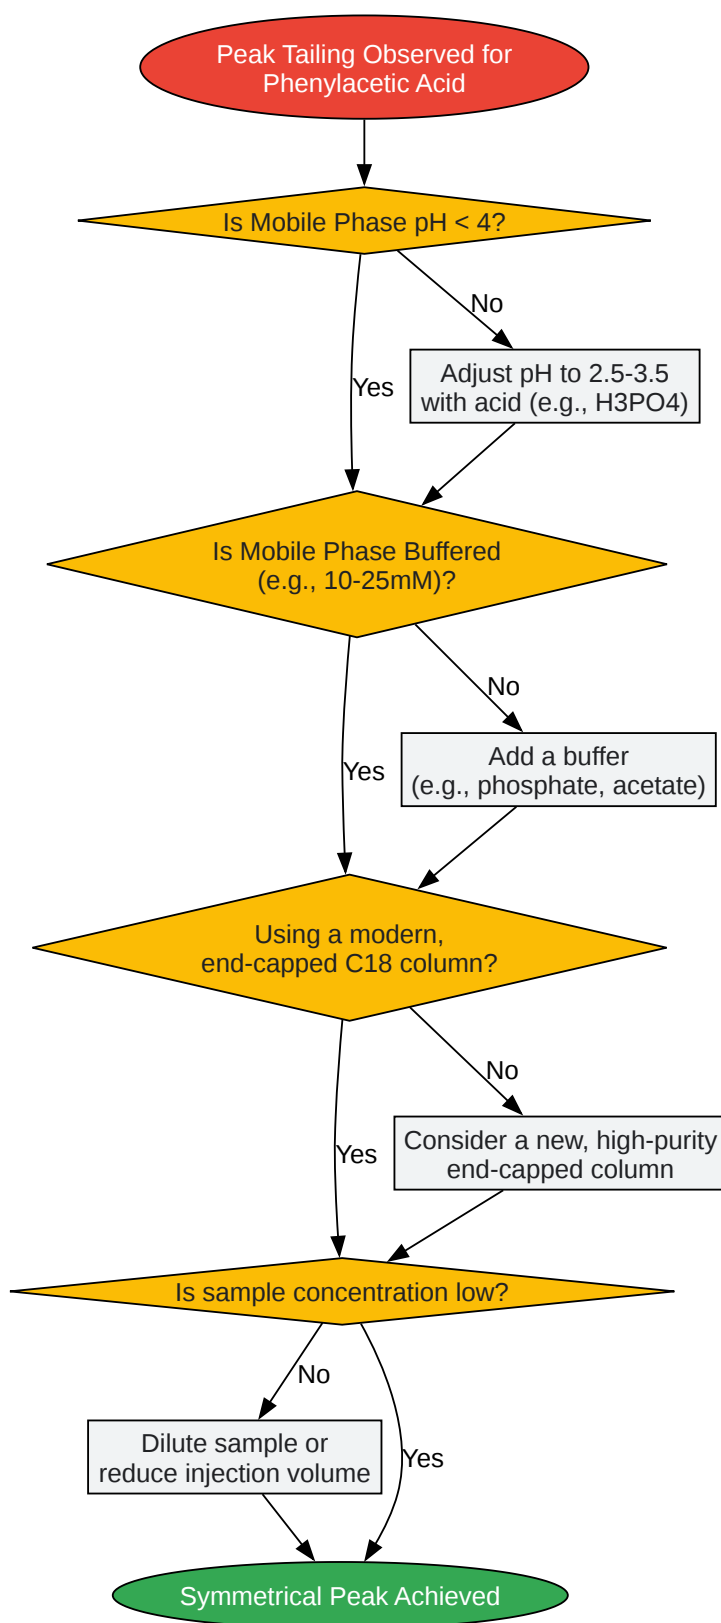 Peak Tailing Observed for
Phenylacetic Acid
Is Mobile Phase pH < 4?
No
Yes
Adjust pH to 2.5-3.5
with acid (e.g., H3PO4)
Is Mobile Phase Buffered
(e.g., 10-25mM)?
No
Yes
Add a buffer
(e.g., phosphate, acetate)
Using a modern,
end-capped C18 column?
No
Yes
Consider a new, high-purity
end-capped column
Is sample concentration low?
No
Yes
Dilute sample or
reduce injection volume
Symmetrical Peak Achieved